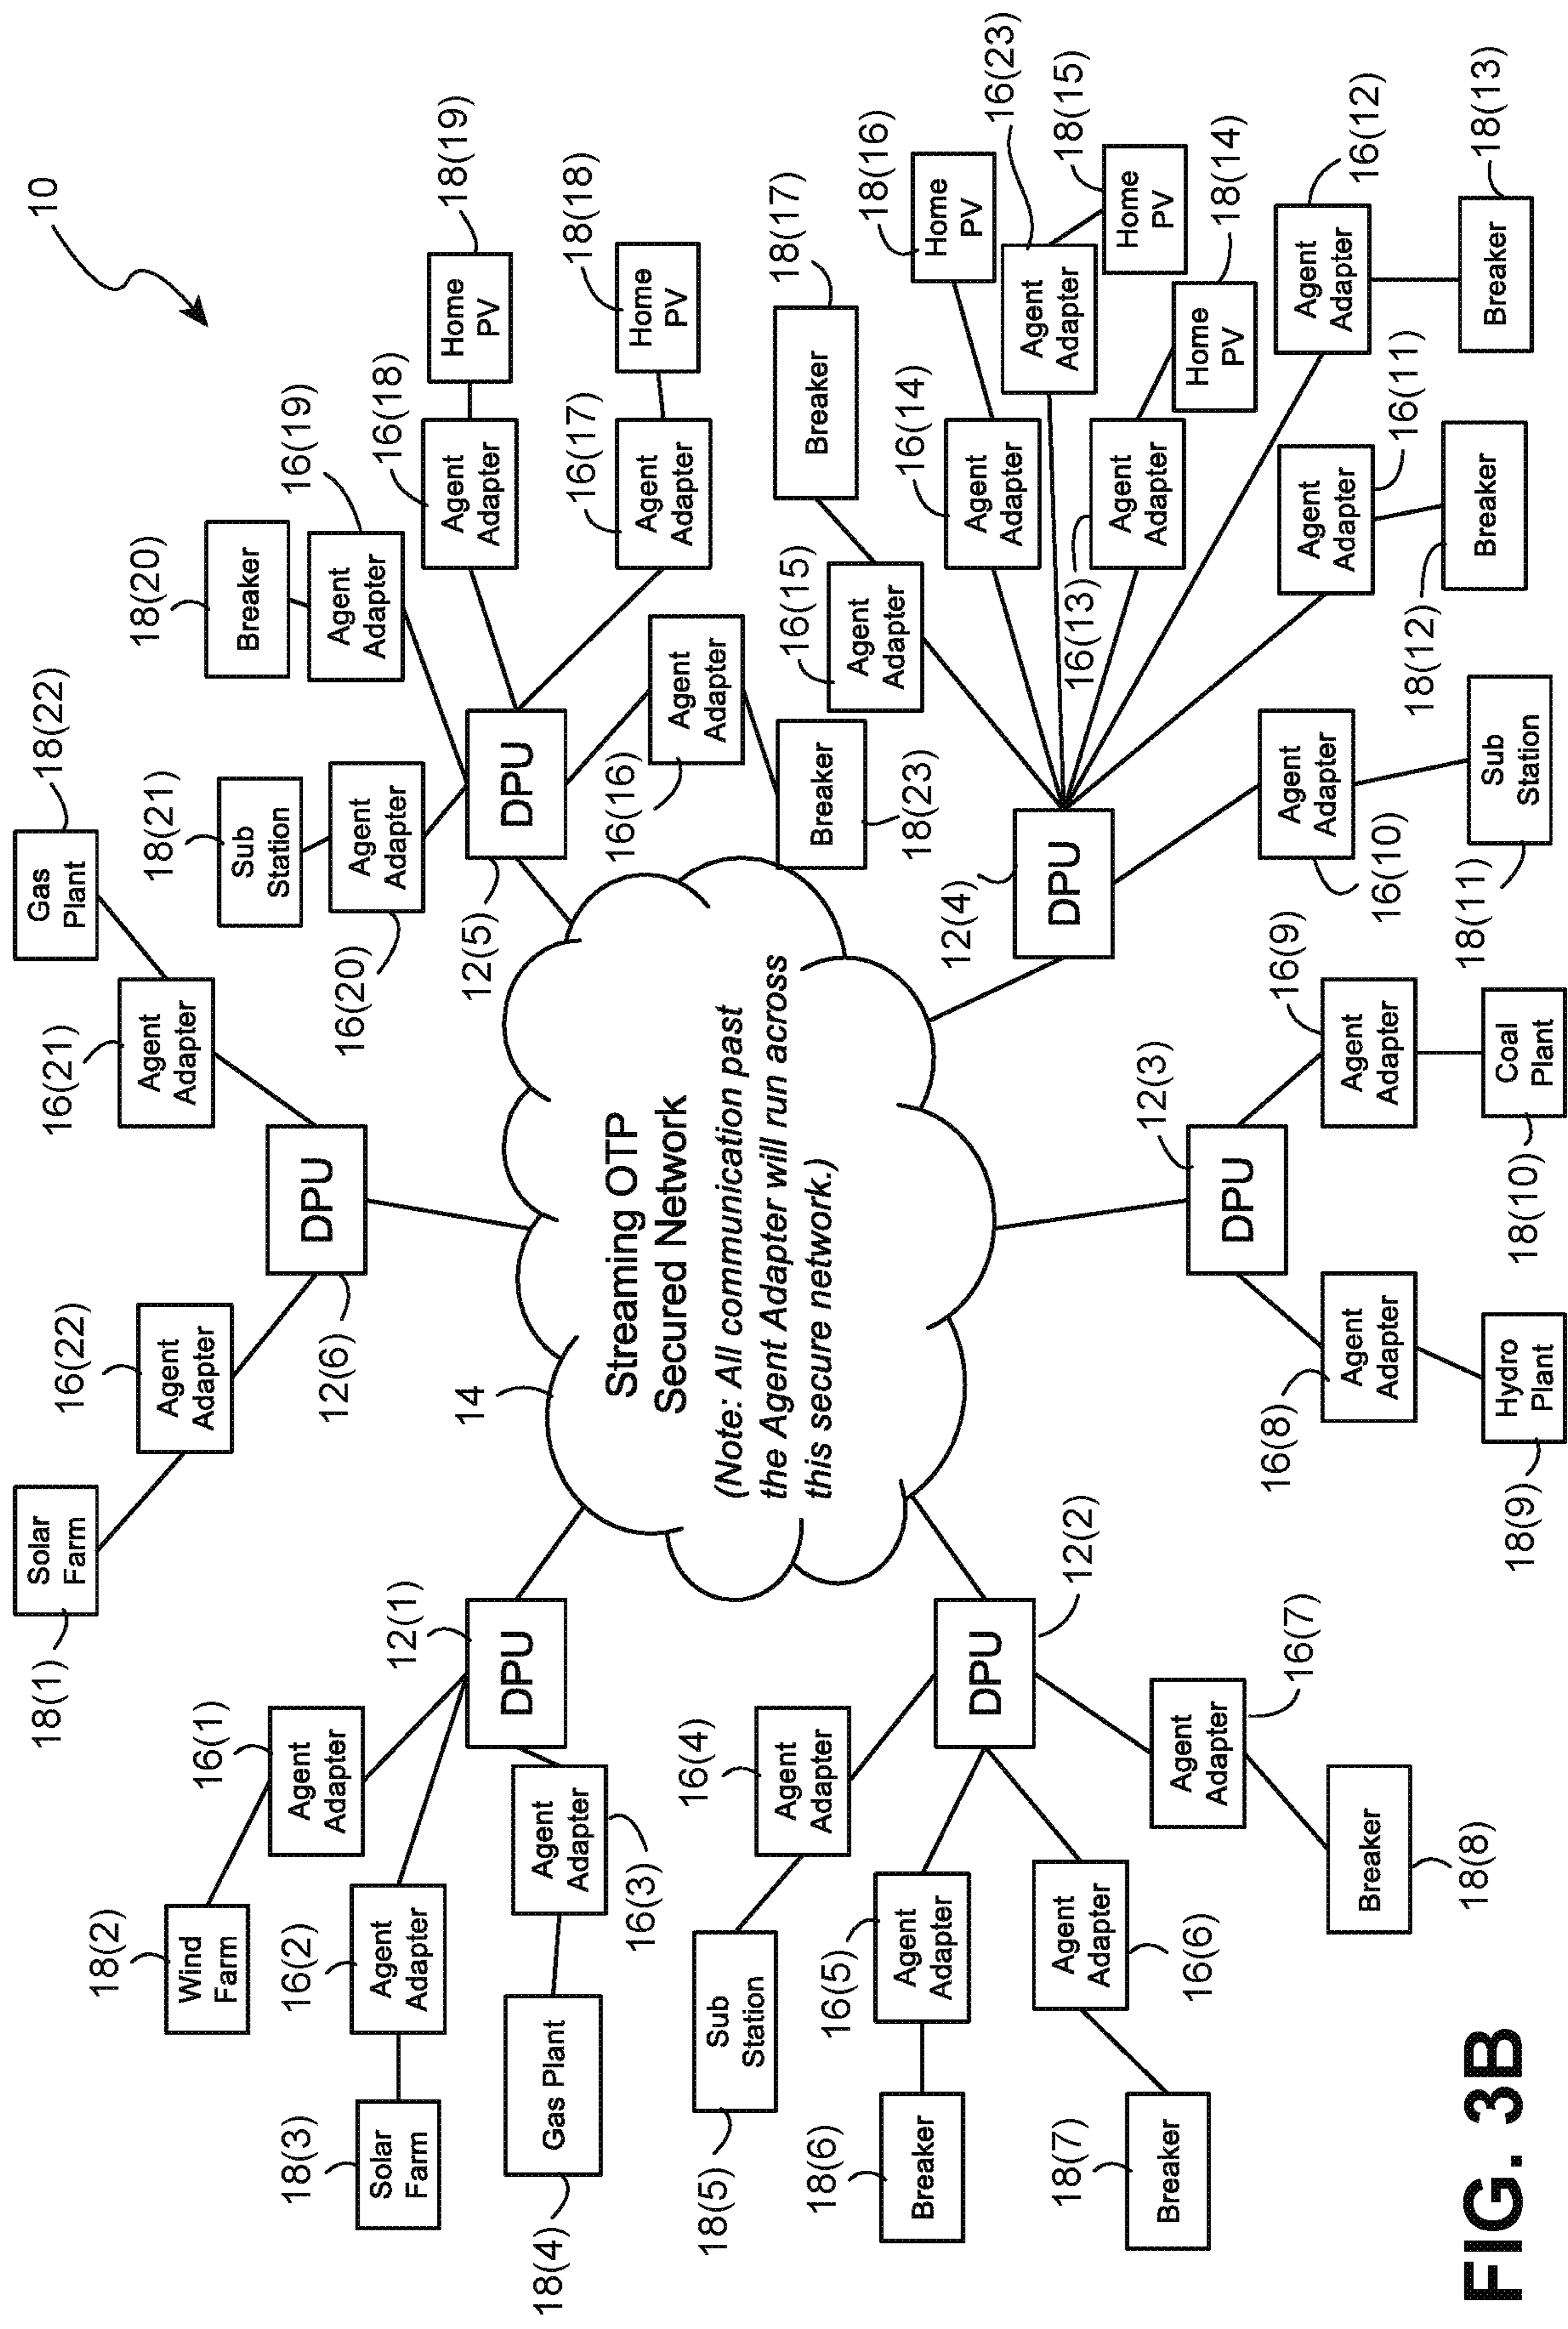 10
Solar
Farm
18(1)
Agent
Adapter
16(22)
Agent
Adapter
16(21)
Gas
Plant
18(22)
DPU
12(6)
Wind
Farm
18(2)
Agent
Adapter
16(1)
Solar
Farm
18(3)
Agent
Adapter
16(2)
Gas Plant
18(4)
Agent
Adapter
16(3)
DPU
12(1)
Sub
Station
18(21)
Agent
Adapter
16(20)
Breaker
18(20)
Agent
Adapter
16(19)
Home
PV
18(19)
Agent
Adapter
16(18)
Home
PV
18(18)
Agent
Adapter
16(17)
DPU
12(5)
Agent
Adapter
16(16)
Breaker
18(23)
14
Streaming OTP
Secured Network
(Note: All communication past
the Agent Adapter will run across
this secure network.)
Sub
Station
18(5)
Agent
Adapter
16(4)
Breaker
18(6)
Agent
Adapter
16(5)
Breaker
18(7)
Agent
Adapter
16(6)
DPU
12(2)
Agent
Adapter
16(7)
Breaker
18(8)
DPU
12(3)
Agent
Adapter
16(8)
Hydro
Plant
18(9)
Agent
Adapter
16(9)
Coal
Plant
18(10)
DPU
12(4)
Breaker
18(17)
Agent
Adapter
16(15)
Home
PV
18(16)
Agent
Adapter
16(14)
Agent
Adapter
16(23)
Home
PV
18(15)
Agent
Adapter
16(13)
Home
PV
18(14)
Agent
Adapter
16(12)
Breaker
18(13)
Agent
Adapter
16(11)
Breaker
18(12)
Agent
Adapter
16(10)
Sub
Station
18(11)
FIG. 3B